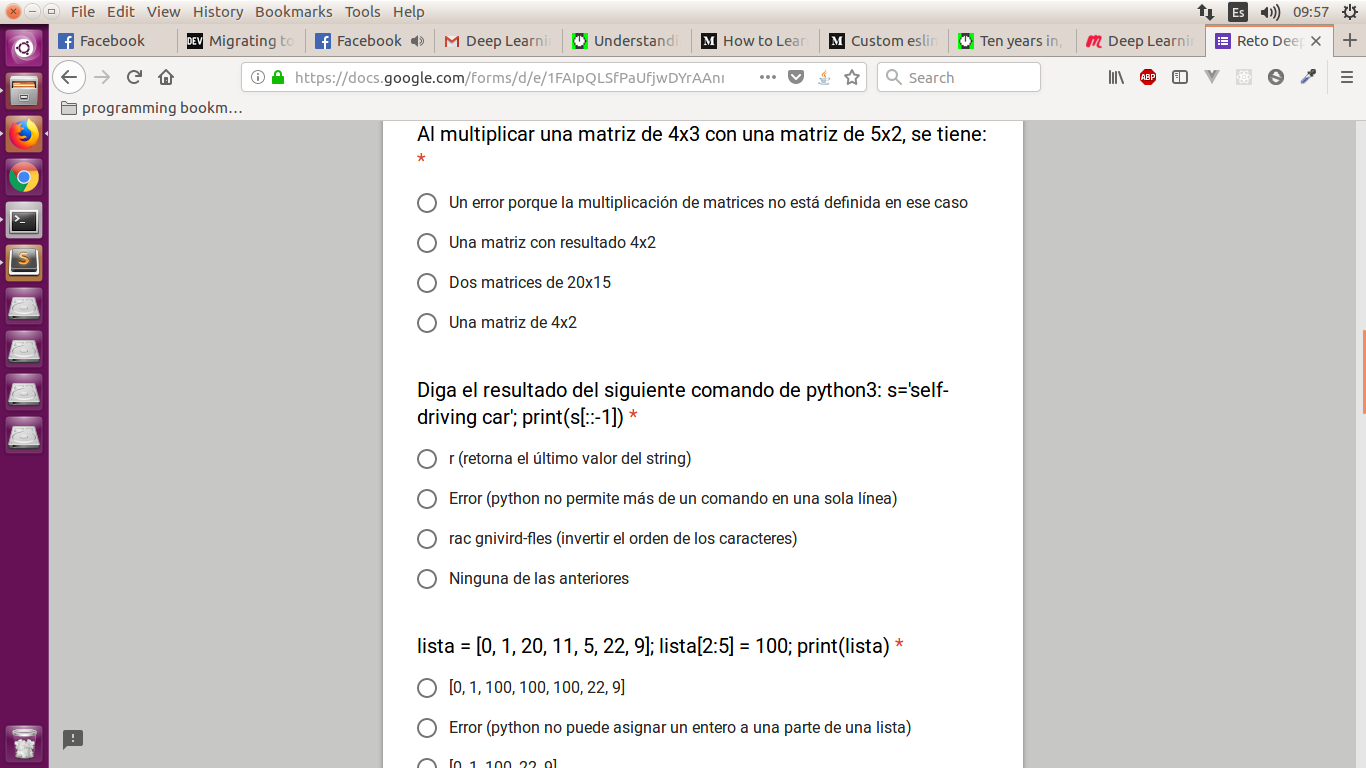 File Edit View History Bookmarks Tools Help
Es 09:57
Facebook DEV Migrating to Facebook Deep Learni Understandi How to Lear Custom eslin Ten years in, Deep Learni Reto Deep
https://docs.google.com/forms/d/e/1FAIpQLSfPaUfjwDYrAAnr Search ABP
programming bookm...
Al multiplicar una matriz de 4x3 con una matriz de 5x2, se tiene:
*
Un error porque la multiplicación de matrices no está definida en ese caso
Una matriz con resultado 4x2
Dos matrices de 20x15
Una matriz de 4x2
Diga el resultado del siguiente comando de python3: s='self-
driving car'; print(s[::-1]) *
r (retorna el último valor del string)
Error (python no permite más de un comando en una sola línea)
rac gnivird-fles (invertir el orden de los caracteres)
Ninguna de las anteriores
lista = [0, 1, 20, 11, 5, 22, 9]; lista[2:5] = 100; print(lista) *
[0, 1, 100, 100, 100, 22, 9]
Error (python no puede asignar un entero a una parte de una lista)
[0, 1, 100, 22, 9]